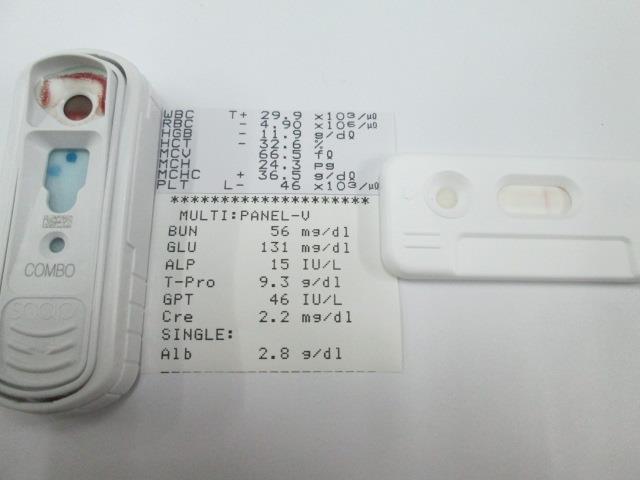 COMBO
WBC T+ 29.9 ×10³/µl
RBC - 4.90 ×10⁶/µl
HGB - 11.9 g/dl
HCT - 32.6 %
MCV 66.5 fl
MCH 24.3 pg
MCHC + 36.5 g/dl
PLT L- 46 ×10³/µl
********************
MULTI:PANEL-V
BUN 56 mg/dl
GLU 131 mg/dl
ALP 15 IU/L
T-Pro 9.3 g/dl
GPT 46 IU/L
Cre 2.2 mg/dl
SINGLE:
Alb 2.8 g/dl